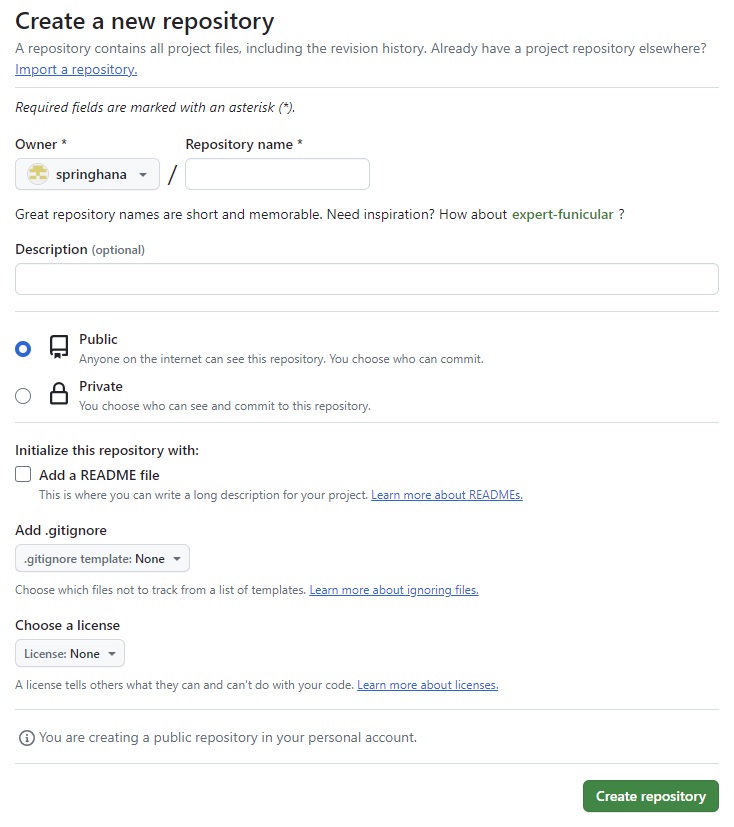 Create a new repository
A repository contains all project files, including the revision history. Already have a project repository elsewhere?
Import a repository.
Required fields are marked with an asterisk (*).
Owner * Repository name *
springhana /
Great repository names are short and memorable. Need inspiration? How about expert-funicular ?
Description (optional)
Public
Anyone on the internet can see this repository. You choose who can commit.
Private
You choose who can see and commit to this repository.
Initialize this repository with:
Add a README file
This is where you can write a long description for your project. Learn more about READMEs.
Add .gitignore
.gitignore template: None
Choose which files not to track from a list of templates. Learn more about ignoring files.
Choose a license
License: None
A license tells others what they can and can't do with your code. Learn more about licenses.
You are creating a public repository in your personal account.
Create repository